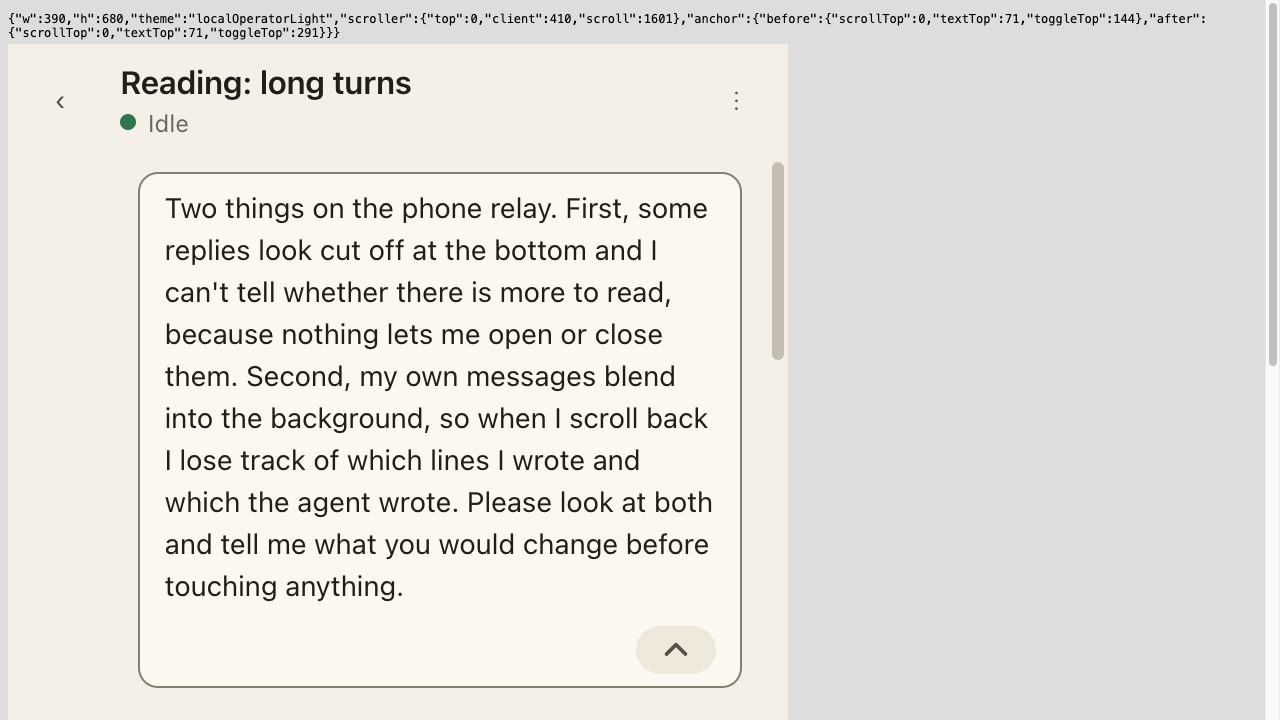 {"w":390,"h":680,"theme":"localOperatorLight","scroller":{"top":0,"client":410,"scroll":1601},"anchor":{"before":{"scrollTop":0,"textTop":71,"toggleTop":144},"after":
{"scrollTop":0,"textTop":71,"toggleTop":291}}}
Reading: long turns
Idle
Two things on the phone relay. First, some
replies look cut off at the bottom and I
can't tell whether there is more to read,
because nothing lets me open or close
them. Second, my own messages blend
into the background, so when I scroll back
I lose track of which lines I wrote and
which the agent wrote. Please look at both
and tell me what you would change before
touching anything.